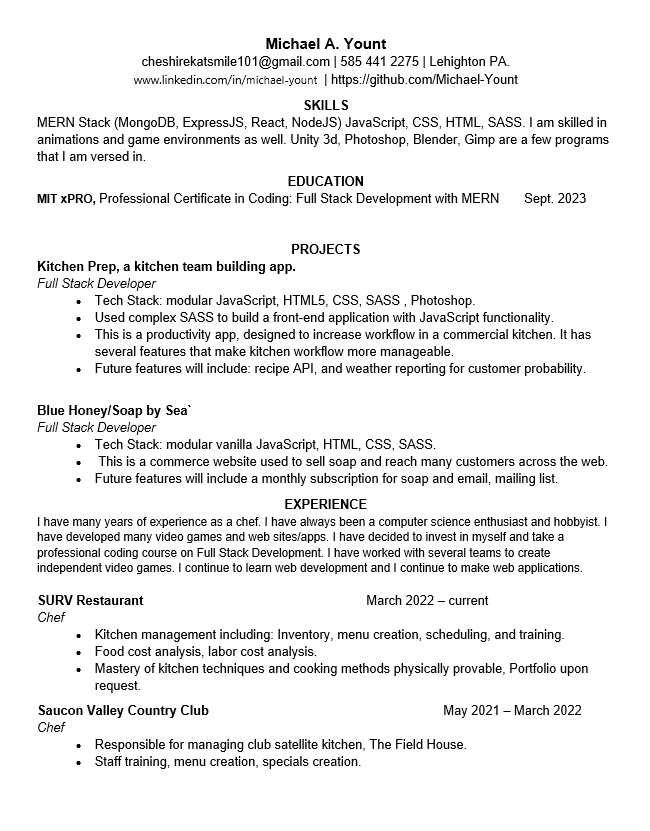 Michael A. Yount
cheshirekatsmile101@gmail.com | 585 441 2275 | Lehighton PA.
www.linkedin.com/in/michael-yount | https://github.com/Michael-Yount
SKILLS
MERN Stack (MongoDB, ExpressJS, React, NodeJS) JavaScript, CSS, HTML, SASS. I am skilled in
animations and game environments as well. Unity 3d, Photoshop, Blender, Gimp are a few programs
that I am versed in.
EDUCATION
MIT xPRO, Professional Certificate in Coding: Full Stack Development with MERN Sept. 2023
PROJECTS
Kitchen Prep, a kitchen team building app.
Full Stack Developer
• Tech Stack: modular JavaScript, HTML5, CSS, SASS , Photoshop.
• Used complex SASS to build a front-end application with JavaScript functionality.
• This is a productivity app, designed to increase workflow in a commercial kitchen. It has
several features that make kitchen workflow more manageable.
• Future features will include: recipe API, and weather reporting for customer probability.
Blue Honey/Soap by Sea`
Full Stack Developer
• Tech Stack: modular vanilla JavaScript, HTML, CSS, SASS.
• This is a commerce website used to sell soap and reach many customers across the web.
• Future features will include a monthly subscription for soap and email, mailing list.
EXPERIENCE
I have many years of experience as a chef. I have always been a computer science enthusiast and hobbyist. I
have developed many video games and web sites/apps. I have decided to invest in myself and take a
professional coding course on Full Stack Development. I have worked with several teams to create
independent video games. I continue to learn web development and I continue to make web applications.
SURV Restaurant March 2022 – current
Chef
• Kitchen management including: Inventory, menu creation, scheduling, and training.
• Food cost analysis, labor cost analysis.
• Mastery of kitchen techniques and cooking methods physically provable, Portfolio upon
request.
Saucon Valley Country Club May 2021 – March 2022
Chef
• Responsible for managing club satellite kitchen, The Field House.
• Staff training, menu creation, specials creation.